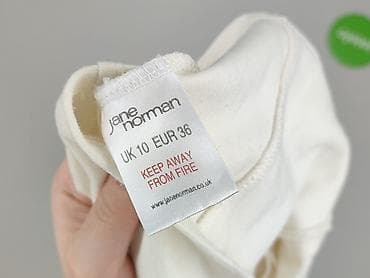 jane
norman
UK 10 EUR 36
KEEP AWAY
FROM FIRE
www.janenorman.co.uk